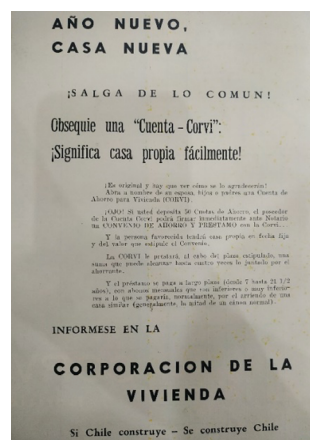 AÑO NUEVO,
CASA NUEVA
¡SALGA DE LO COMUN!
Obsequie una "Cuenta-Corvi":
¡Significa casa propia fácilmente!
¡Es original y hay que ver cómo se lo agradecerán!
Abra a nombre de su esposa, hijos o padres una Cuenta de
Ahorro para Vivienda (CORVI).
¡OJO! Si usted deposita 50 Cuotas de Ahorro, el poseedor
de la Cuenta Corvi podrá firmar inmediatamente ante Notario
un CONVENIO DE AHORRO Y PRESTAMO con la Corvi...
Y la persona favorecida tendrá casa propia en fecha fija
y del valor que estipule el Convenio.
La CORVI le prestará, al cabo del plazo estipulado, una
suma que puede alcanzar hasta cuatro veces lo juntado por el
ahorrante.
Y el préstamo se paga a largo plazo (desde 7 hasta 21 1/2
años), con abonos mensuales que son inferiores a muy inferio-
res a lo que se pagaría, normalmente, por el arriendo de una
casa similar (generalmente, la mitad de un canon normal).
INFORMESE EN LA
CORPORACION DE LA
VIVIENDA
Si Chile construye – Se construye Chile